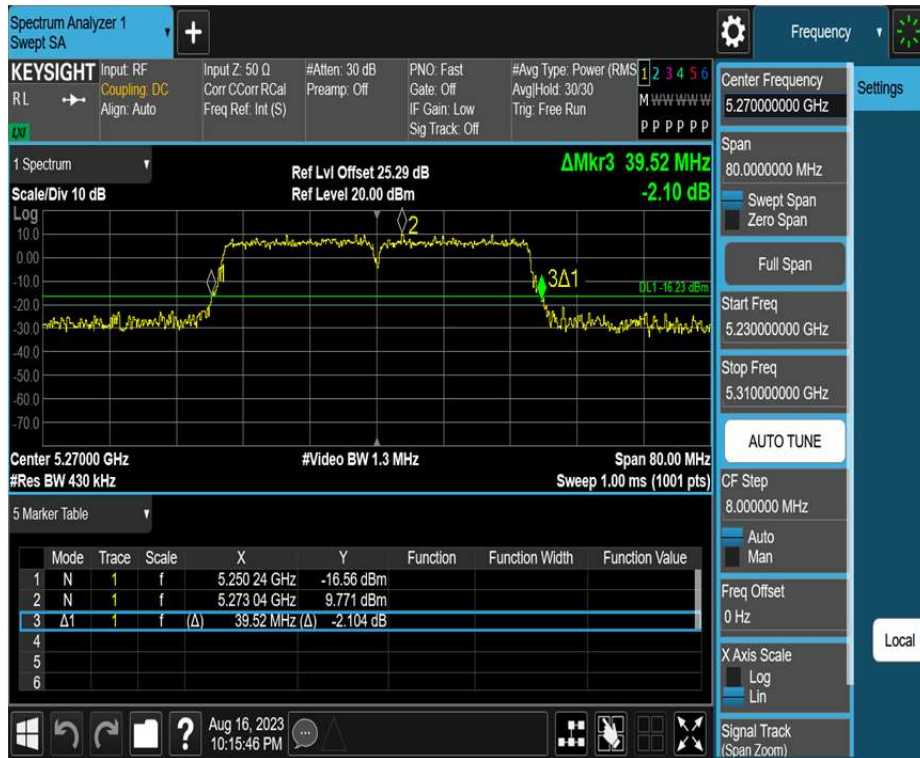 Spectrum Analyzer 1
Swept SA
+
Frequency
KEYSIGHT
RL
LXI
Input: RF
Coupling: DC
Align: Auto
Input Z: 50 Ω
Corr CCorr RCal
Freq Ref: Int (S)
#Atten: 30 dB
Preamp: Off
PNO: Fast
Gate: Off
IF Gain: Low
Sig Track: Off
#Avg Type: Power (RMS
Avg|Hold: 30/30
Trig: Free Run
1 2 3 4 5 6
M W W W W W
P P P P P P
1 Spectrum
Scale/Div 10 dB
Ref Lvl Offset 25.29 dB
Ref Level 20.00 dBm
ΔMkr3 39.52 MHz
-2.10 dB
Log
10.0
0.00
-10.0
-20.0
-30.0
-40.0
-50.0
-60.0
-70.0
2
3Δ1
DL1 -16.23 dBm
Center 5.27000 GHz
#Video BW 1.3 MHz
Span 80.00 MHz
#Res BW 430 kHz
Sweep 1.00 ms (1001 pts)
5 Marker Table
Mode Trace Scale X Y Function Function Width Function Value
1 N 1 f 5.250 24 GHz -16.56 dBm
2 N 1 f 5.273 04 GHz 9.771 dBm
3 Δ1 1 f (Δ) 39.52 MHz (Δ) -2.104 dB
4
5
6
?
Aug 16, 2023
10:15:46 PM
Center Frequency
5.270000000 GHz
Settings
Span
80.0000000 MHz
Swept Span
Zero Span
Full Span
Start Freq
5.230000000 GHz
Stop Freq
5.310000000 GHz
AUTO TUNE
CF Step
8.000000 MHz
Auto
Man
Freq Offset
0 Hz
Local
X Axis Scale
Log
Lin
Signal Track
(Span Zoom)